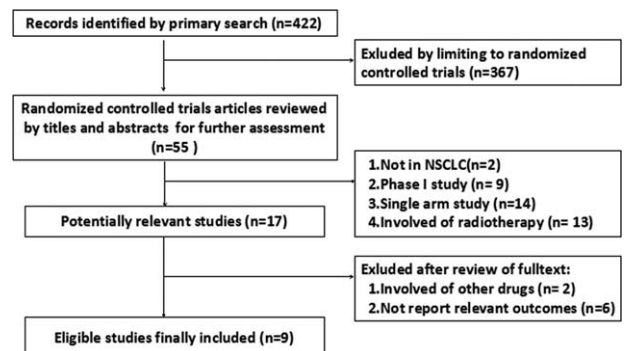 Records identified by primary search (n=422)
Exluded by limiting to randomized
controlled trials (n=367)
Randomized controlled trials articles reviewed
by titles and abstracts for further assessment
(n=55 )
1.Not in NSCLC(n=2)
2.Phase I study (n= 9)
3.Single arm study (n=14)
4.Involved of radiotherapy (n= 13)
Potentially relevant studies (n=17)
Exluded after review of fulltext:
1.Involved of other drugs (n= 2)
2.Not report relevant outcomes (n=6)
Eligible studies finally included (n=9)